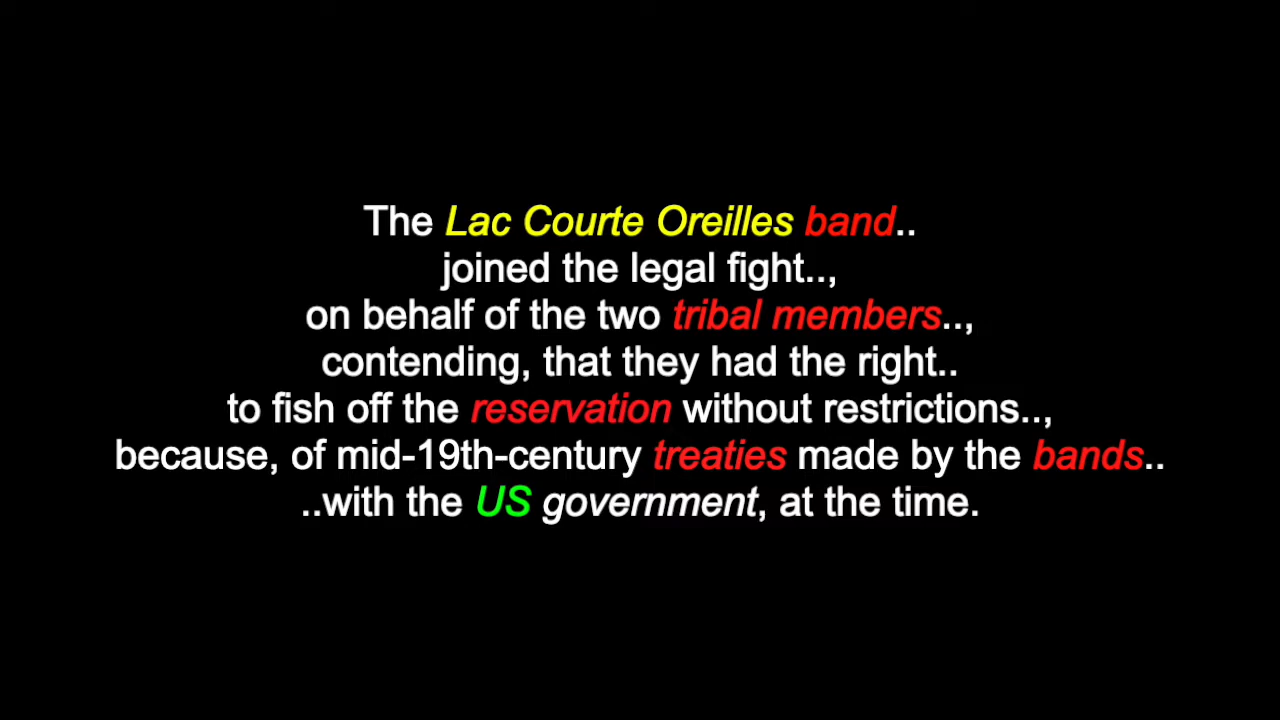 The Lac Courte Oreilles band..
joined the legal fight..,
on behalf of the two tribal members..,
contending, that they had the right..
to fish off the reservation without restrictions..,
because, of mid-19th-century treaties made by the bands..
..with the US government, at the time.